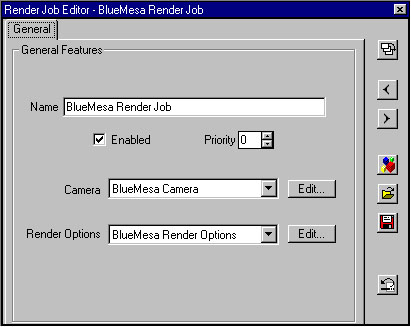 Render Job Editor - BlueMesa Render Job
General
General Features
Name BlueMesa Render Job
Enabled Priority 0
Camera BlueMesa Camera Edit...
Render Options BlueMesa Render Options Edit...